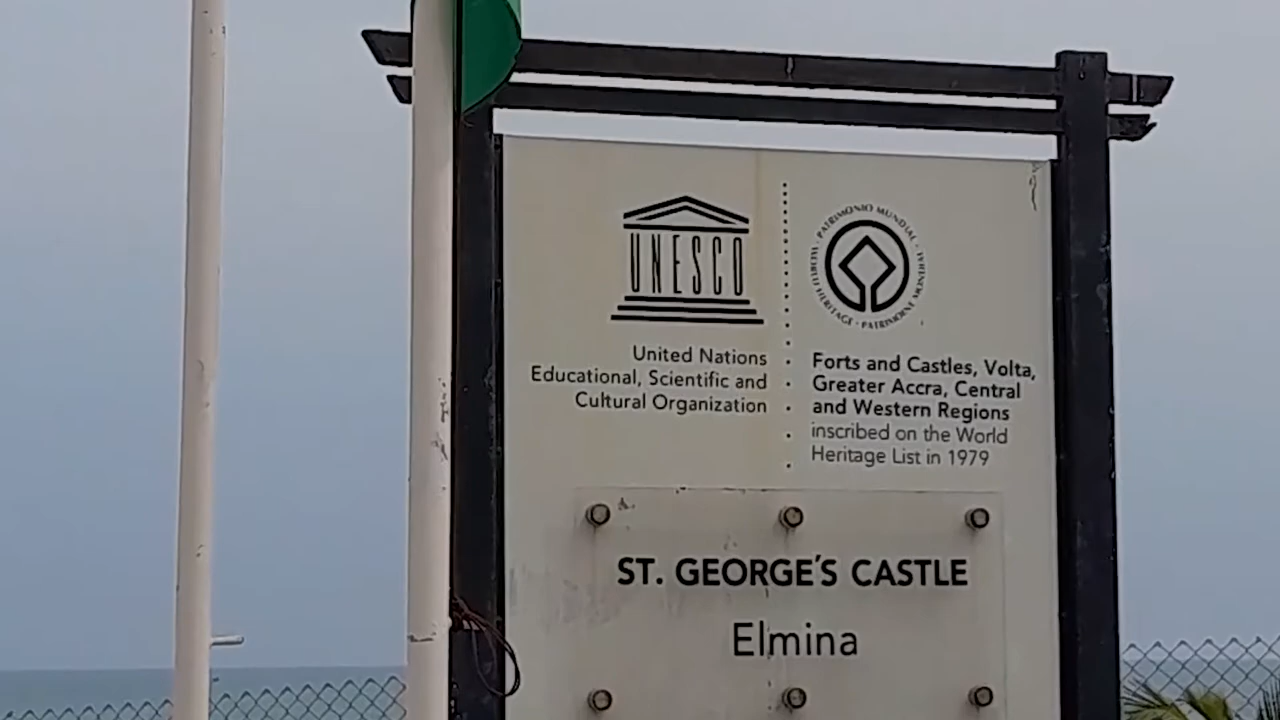 UNESCO
United Nations
Educational, Scientific and
Cultural Organization
PATRIMONIO MUNDIAL · WORLD HERITAGE · PATRIMOINE MONDIAL ·
Forts and Castles, Volta,
Greater Accra, Central
and Western Regions
inscribed on the World
Heritage List in 1979
ST. GEORGE'S CASTLE
Elmina